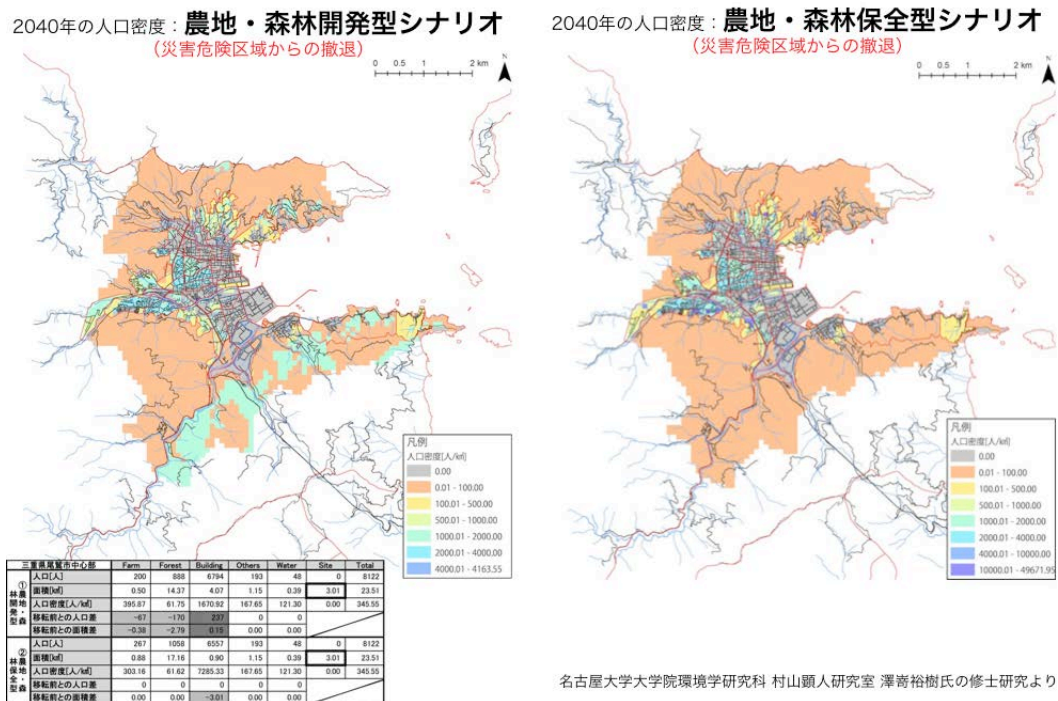 2040年の人口密度：農地・森林開発型シナリオ
（災害危険区域からの撤退）
0 0.5 1 2 km
N
凡例
人口密度[人/㎢]
0.00
0.01 - 100.00
100.01 - 500.00
500.01 - 1000.00
1000.01 - 2000.00
2000.01 - 4000.00
4000.01 - 4163.55
三重県尾鷲市中心部 Farm Forest Building Others Water Site Total
①農地・森林開発型
人口[人] 200 888 6794 193 48 0 8122
面積[㎢] 0.50 14.37 4.07 1.15 0.39 3.01 23.51
人口密度[人/㎢] 395.87 61.75 1670.92 167.65 121.30 0.00 345.55
移転前との人口差 -67 -170 237 0 0
移転前との面積差 -0.38 -2.79 0.15 0.00 0.00
②農地・森林保全型
人口[人] 267 1058 6557 193 48 0 8122
面積[㎢] 0.88 17.16 0.90 1.15 0.39 3.01 23.51
人口密度[人/㎢] 303.16 61.62 7285.33 167.65 121.30 0.00 345.55
移転前との人口差 0 0 0 0 0
移転前との面積差 0.00 0.00 -3.01 0.00 0.00
2040年の人口密度：農地・森林保全型シナリオ
（災害危険区域からの撤退）
0 0.5 1 2 km
N
凡例
人口密度[人/㎢]
0.00
0.01 - 100.00
100.01 - 500.00
500.01 - 1000.00
1000.01 - 2000.00
2000.01 - 4000.00
4000.01 - 10000.00
10000.01 - 49671.95
名古屋大学大学院環境学研究科 村山顕人研究室 澤嵜裕樹氏の修士研究より